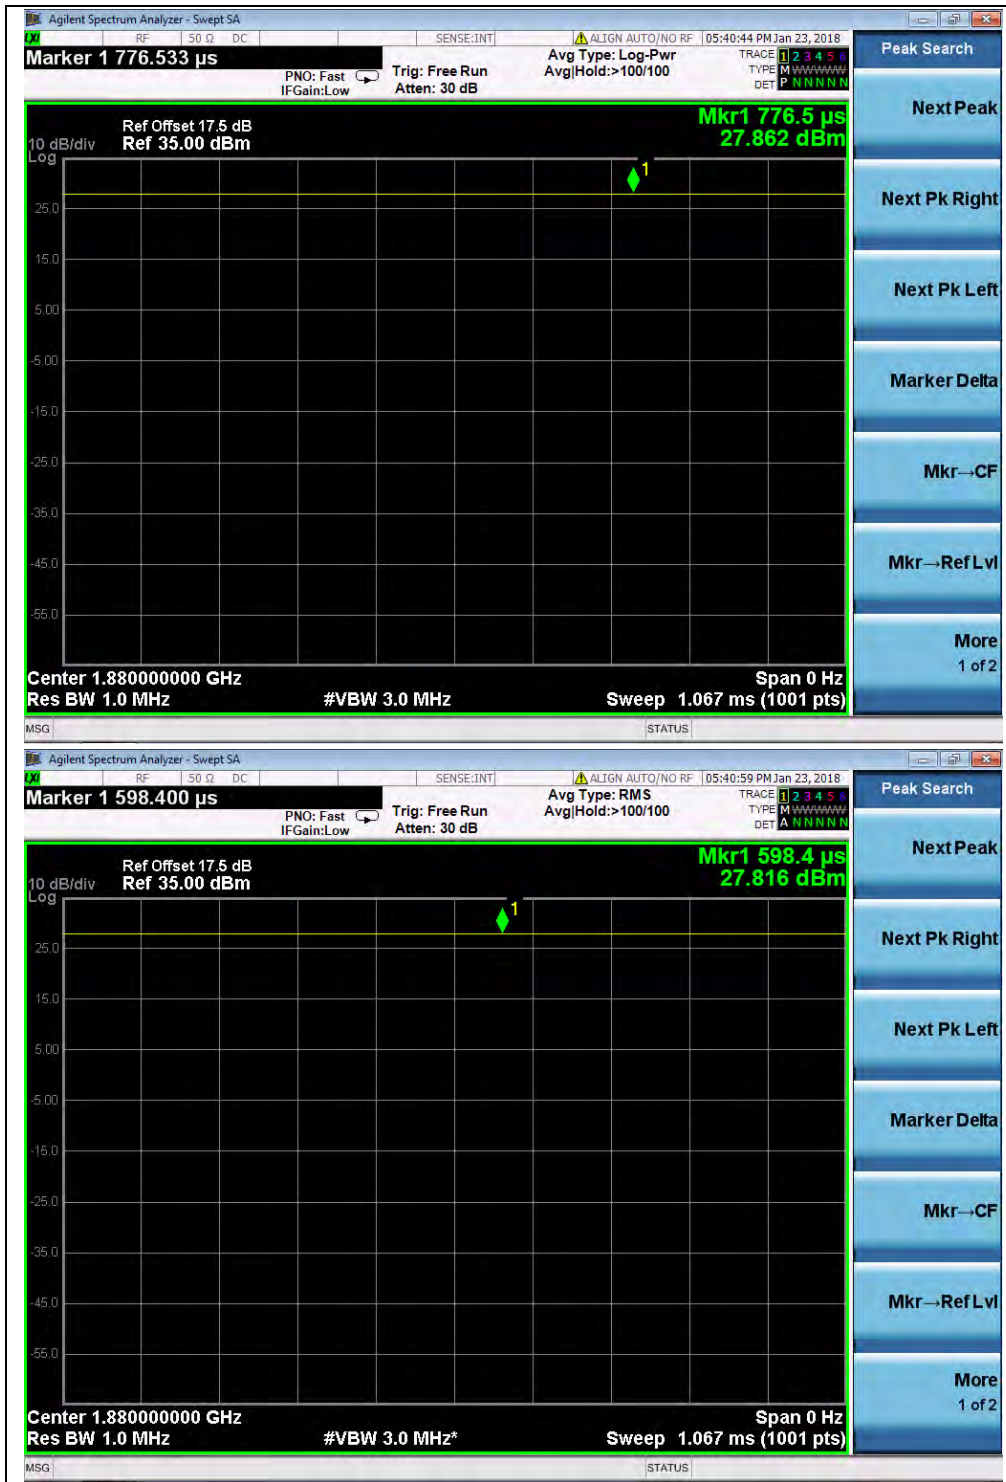 Agilent Spectrum Analyzer - Swept SA
LXI RF 50 Ω DC SENSE:INT ALIGN AUTO/NO RF 05:40:44 PM Jan 23, 2018
Marker 1 776.533 µs
PNO: Fast
IFGain:Low
Trig: Free Run
Atten: 30 dB
Avg Type: Log-Pwr
Avg|Hold:>100/100
TRACE 1 2 3 4 5 6
TYPE M WWWWW
DET P N N N N N
Peak Search
Next Peak
Next Pk Right
Next Pk Left
Marker Delta
Mkr→CF
Mkr→Ref Lvl
More
1 of 2
Mkr1 776.5 µs
27.862 dBm
Ref Offset 17.5 dB
10 dB/div Ref 35.00 dBm
Log
1
25.0
15.0
5.00
-5.00
-15.0
-25.0
-35.0
-45.0
-55.0
Center 1.880000000 GHz Span 0 Hz
Res BW 1.0 MHz #VBW 3.0 MHz Sweep 1.067 ms (1001 pts)
MSG STATUS
Agilent Spectrum Analyzer - Swept SA
LXI RF 50 Ω DC SENSE:INT ALIGN AUTO/NO RF 05:40:59 PM Jan 23, 2018
Marker 1 598.400 µs
PNO: Fast
IFGain:Low
Trig: Free Run
Atten: 30 dB
Avg Type: RMS
Avg|Hold:>100/100
TRACE 1 2 3 4 5 6
TYPE M WWWWW
DET A N N N N N
Peak Search
Next Peak
Next Pk Right
Next Pk Left
Marker Delta
Mkr→CF
Mkr→Ref Lvl
More
1 of 2
Mkr1 598.4 µs
27.816 dBm
Ref Offset 17.5 dB
10 dB/div Ref 35.00 dBm
Log
1
25.0
15.0
5.00
-5.00
-15.0
-25.0
-35.0
-45.0
-55.0
Center 1.880000000 GHz Span 0 Hz
Res BW 1.0 MHz #VBW 3.0 MHz* Sweep 1.067 ms (1001 pts)
MSG STATUS